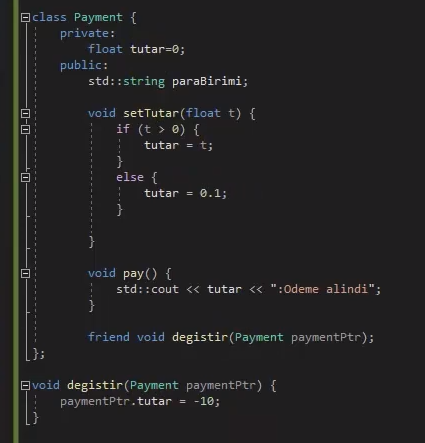 class Payment {
private:
float tutar=0;
public:
std::string paraBirimi;
void setTutar(float t) {
if (t > 0) {
tutar = t;
}
else {
tutar = 0.1;
}
}
void pay() {
std::cout << tutar << ":Odeme alindi";
}
friend void degistir(Payment paymentPtr);
};
void degistir(Payment paymentPtr) {
paymentPtr.tutar = -10;
}